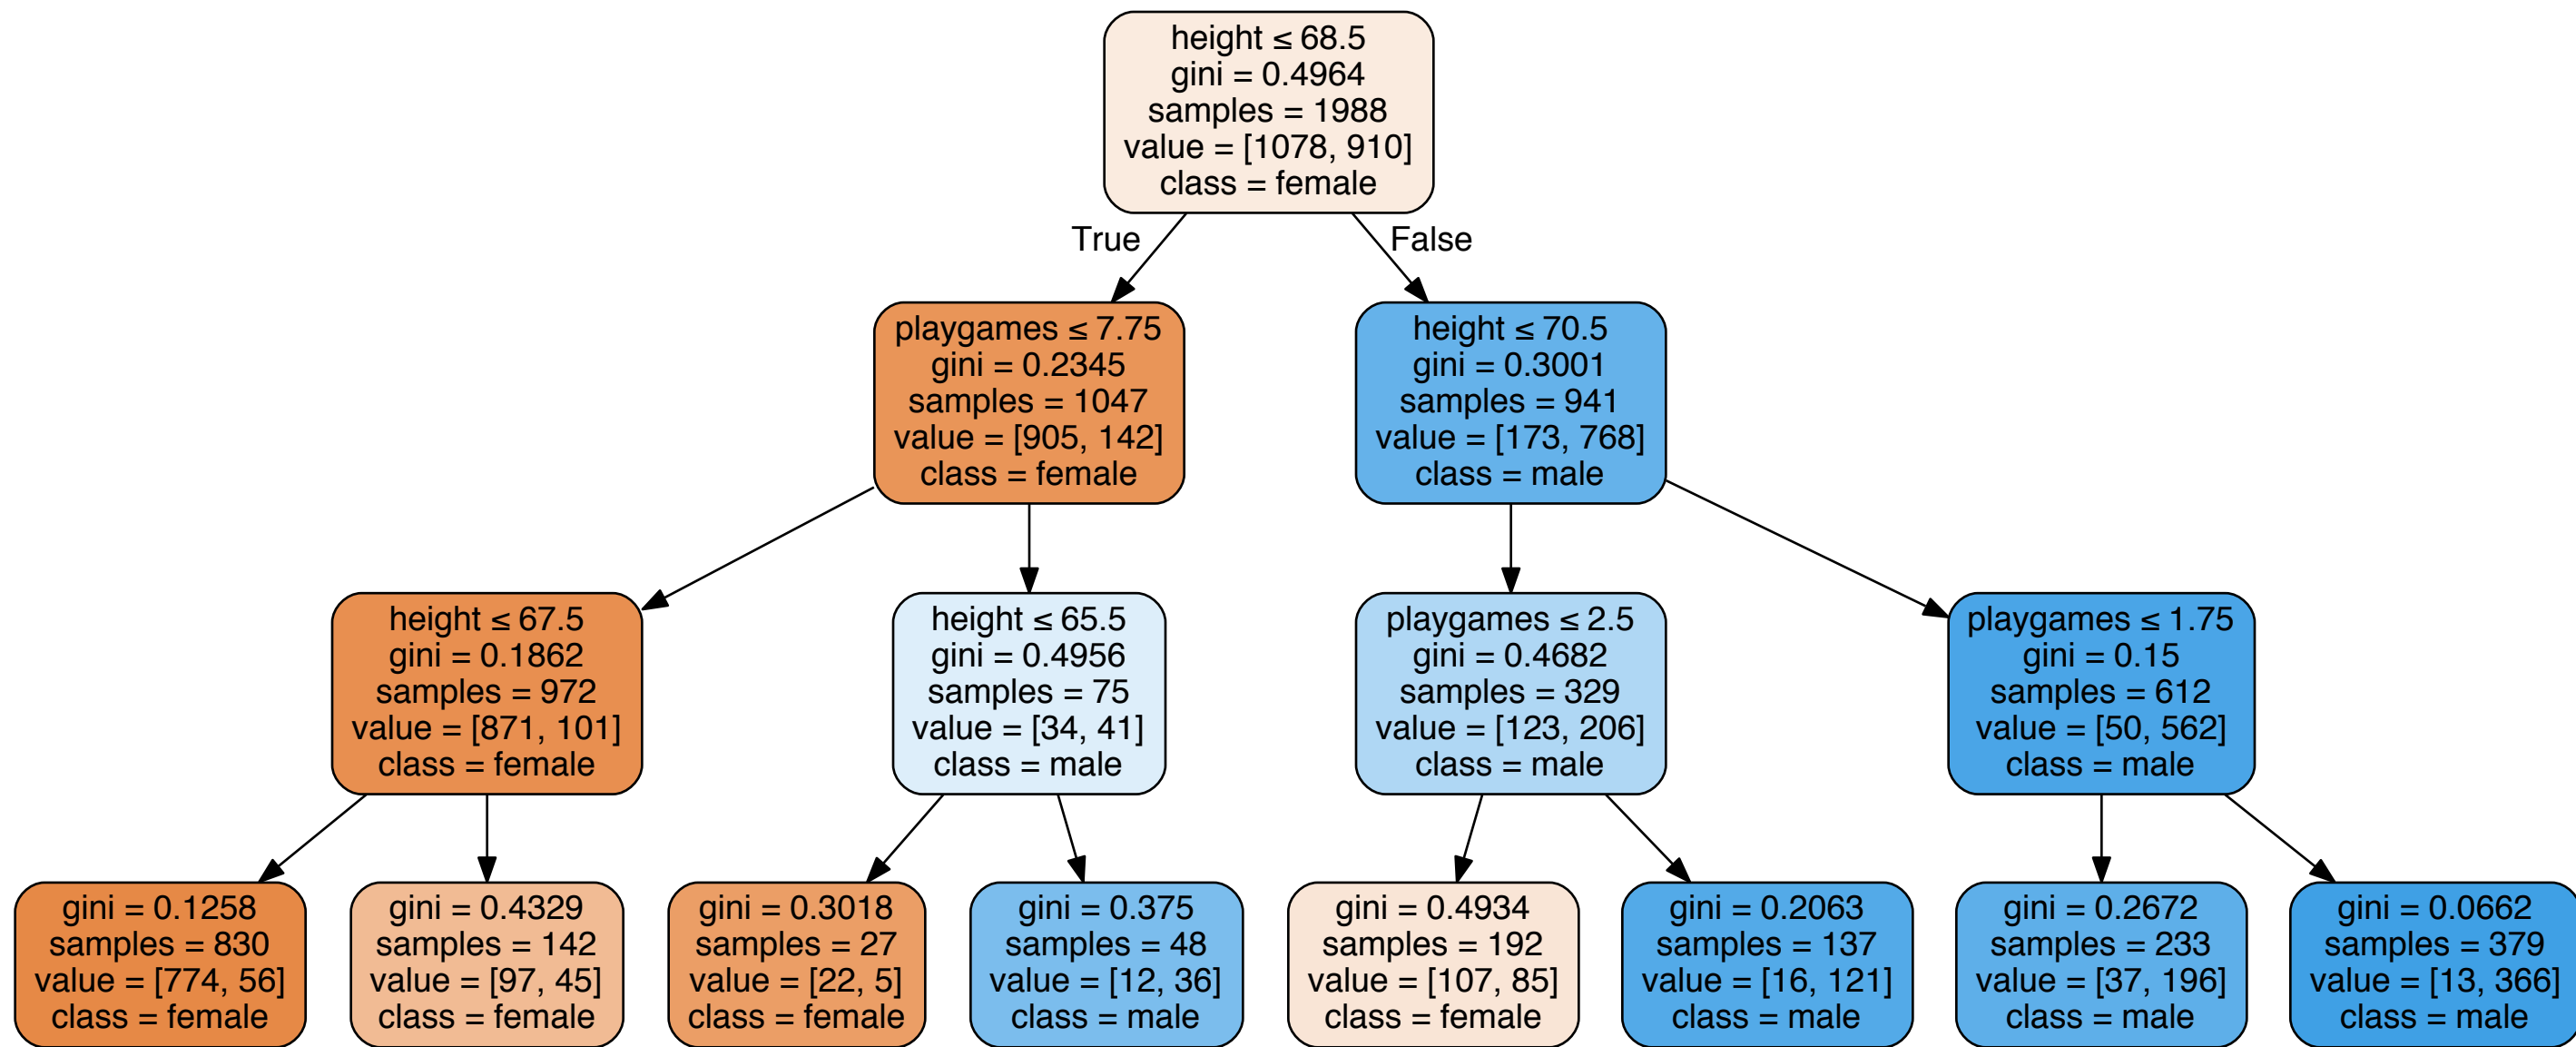 height ≤ 68.5
gini = 0.4964
samples = 1988
value = [1078, 910]
class = female
True
False
playgames ≤ 7.75
gini = 0.2345
samples = 1047
value = [905, 142]
class = female
height ≤ 70.5
gini = 0.3001
samples = 941
value = [173, 768]
class = male
height ≤ 67.5
gini = 0.1862
samples = 972
value = [871, 101]
class = female
height ≤ 65.5
gini = 0.4956
samples = 75
value = [34, 41]
class = male
playgames ≤ 2.5
gini = 0.4682
samples = 329
value = [123, 206]
class = male
playgames ≤ 1.75
gini = 0.15
samples = 612
value = [50, 562]
class = male
gini = 0.1258
samples = 830
value = [774, 56]
class = female
gini = 0.4329
samples = 142
value = [97, 45]
class = female
gini = 0.3018
samples = 27
value = [22, 5]
class = female
gini = 0.375
samples = 48
value = [12, 36]
class = male
gini = 0.4934
samples = 192
value = [107, 85]
class = female
gini = 0.2063
samples = 137
value = [16, 121]
class = male
gini = 0.2672
samples = 233
value = [37, 196]
class = male
gini = 0.0662
samples = 379
value = [13, 366]
class = male